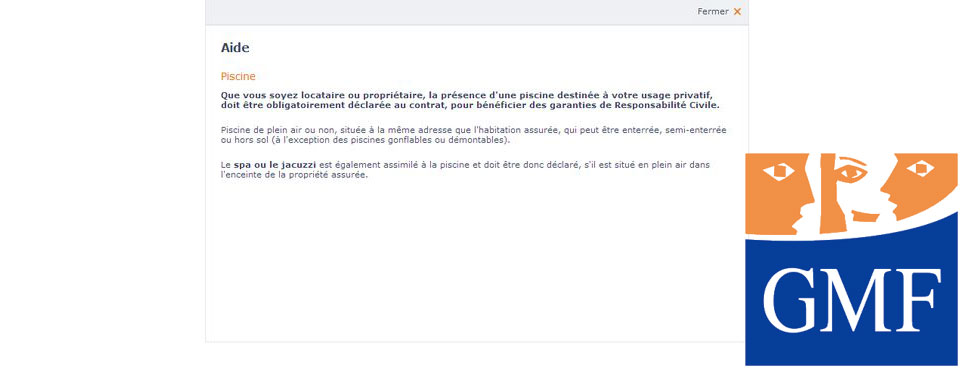 Fermer ×
Aide
Piscine
Que vous soyez locataire ou propriétaire, la présence d'une piscine destinée à votre usage privatif,
doit être obligatoirement déclarée au contrat, pour bénéficier des garanties de Responsabilité Civile.
Piscine de plein air ou non, située à la même adresse que l'habitation assurée, qui peut être enterrée, semi-enterrée
ou hors sol (à l'exception des piscines gonflables ou démontables).
Le spa ou le jacuzzi est également assimilé à la piscine et doit être donc déclaré, s'il est situé en plein air dans
l'enceinte de la propriété assurée.
GMF